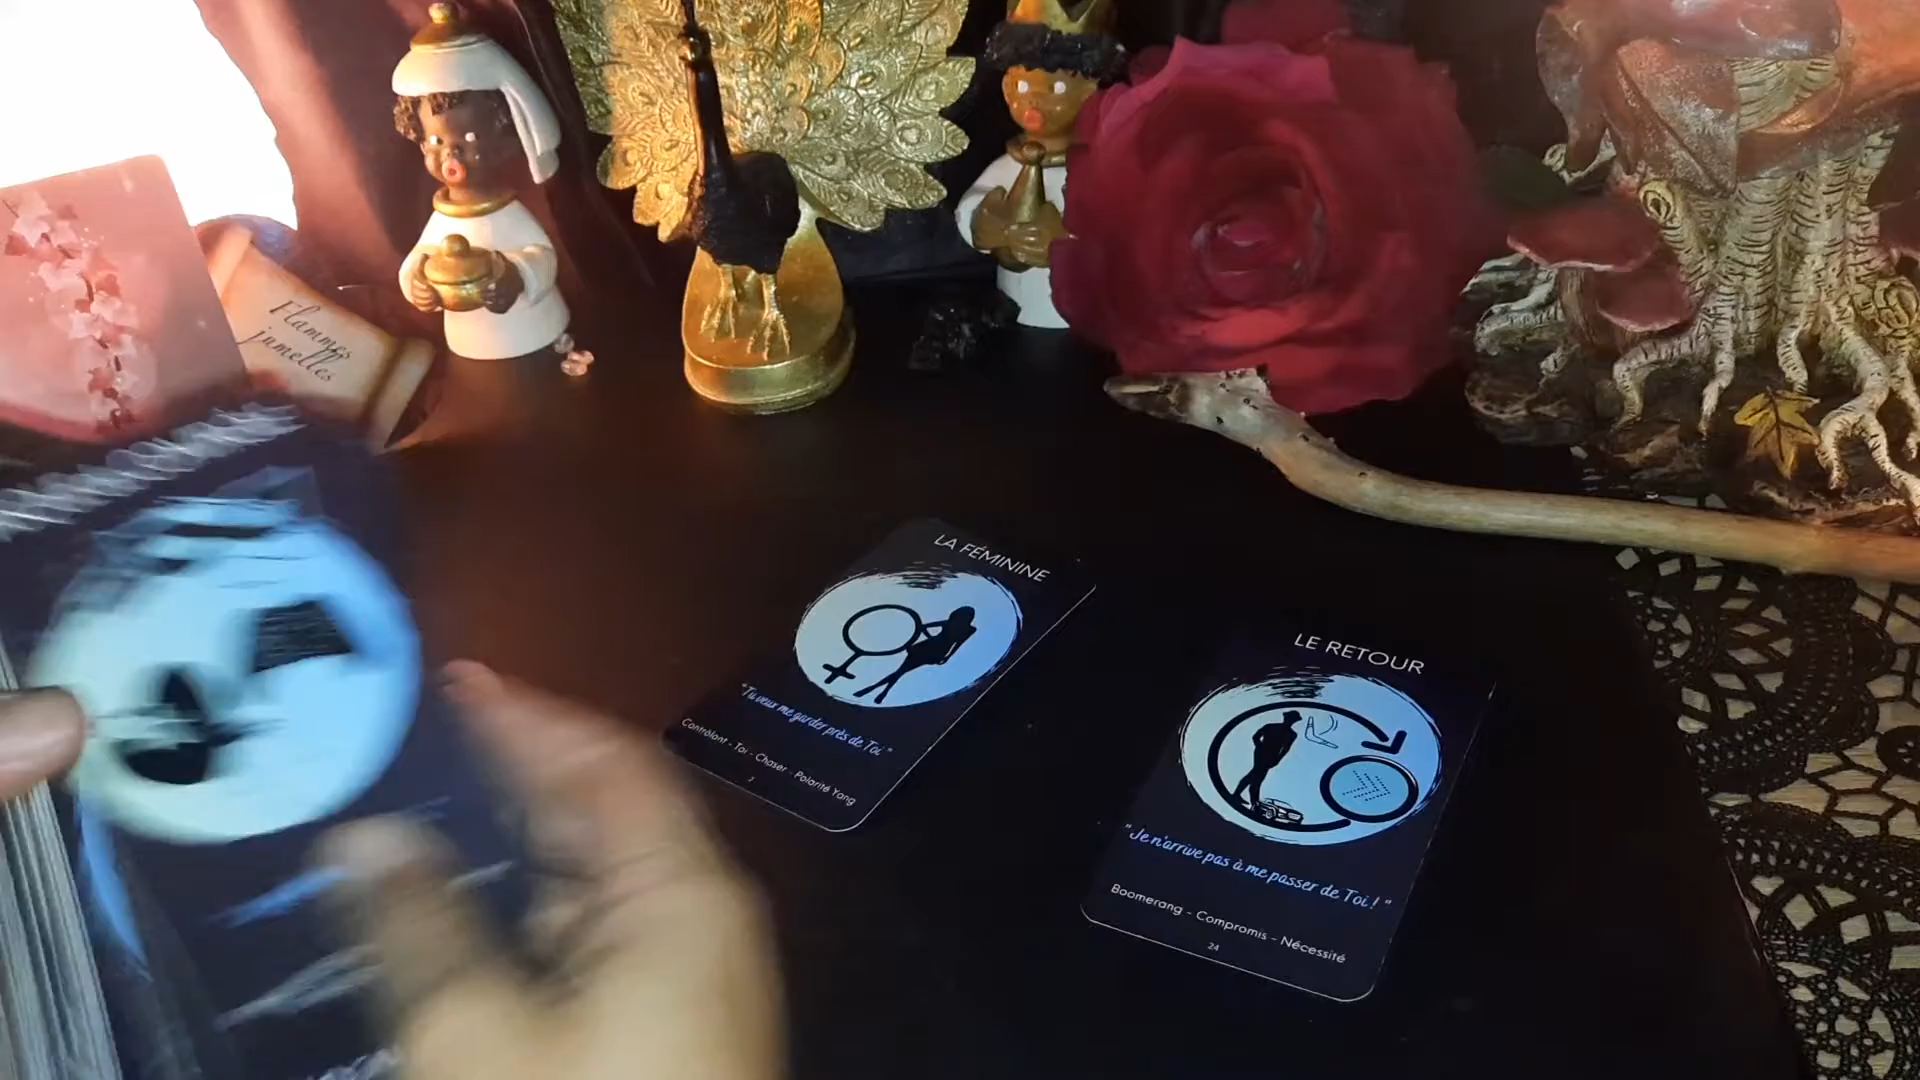 Flammes
jumelles
LA FÉMININE
"Tu veux me garder près de Toi"
Contrôlant - Toi - Chaser - Polarité Yang
2
LE RETOUR
"Je n'arrive pas à me passer de Toi ! "
Boomerang - Compromis - Nécessité
24